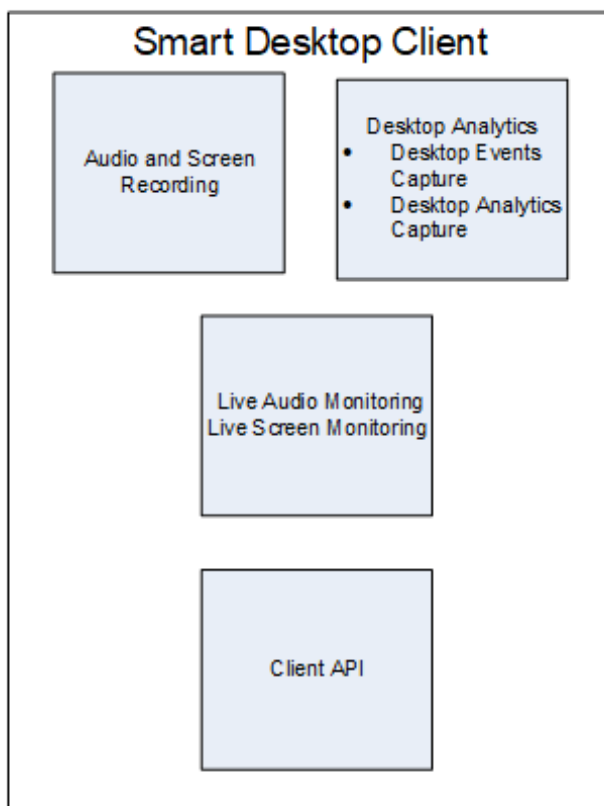 Smart Desktop Client
Audio and Screen
Recording
Desktop Analytics
• Desktop Events
Capture
• Desktop Analytics
Capture
Live Audio Monitoring
Live Screen Monitoring
Client API